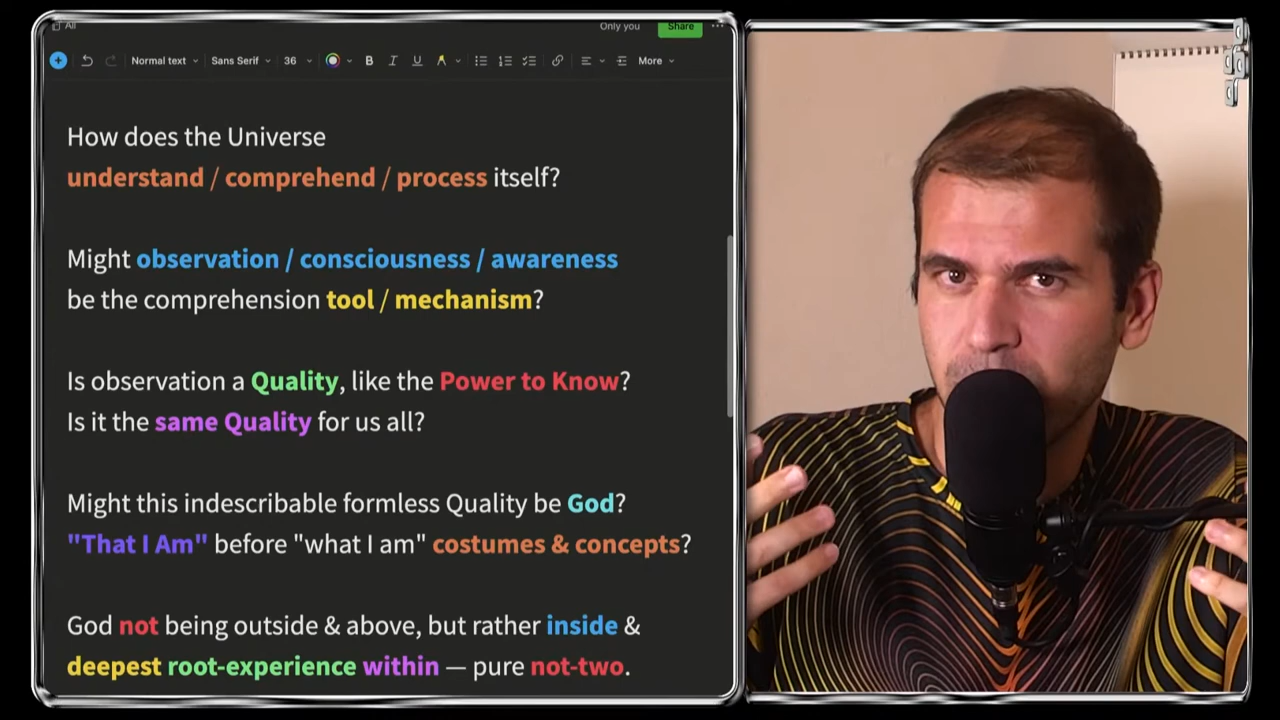 All
Only you
Share
Normal text
Sans Serif
36
B
I
U
A
More
How does the Universe
understand / comprehend / process itself?
Might observation / consciousness / awareness
be the comprehension tool / mechanism?
Is observation a Quality, like the Power to Know?
Is it the same Quality for us all?
Might this indescribable formless Quality be God?
"That I Am" before "what I am" costumes & concepts?
God not being outside & above, but rather inside &
deepest root-experience within — pure not-two.